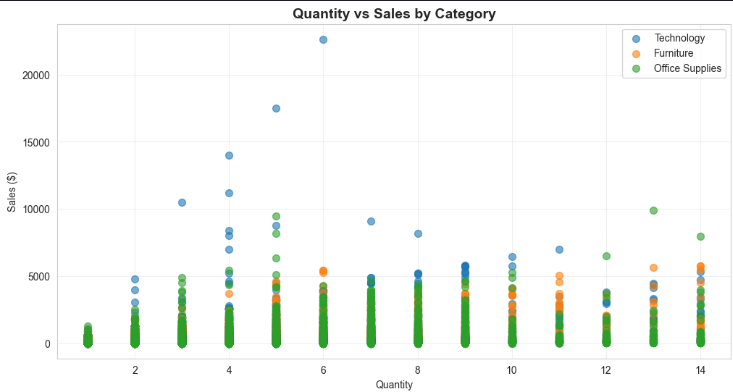 Quantity vs Sales by Category
Technology
Furniture
Office Supplies
Sales ($)
20000
15000
10000
5000
0
2 4 6 8 10 12 14
Quantity